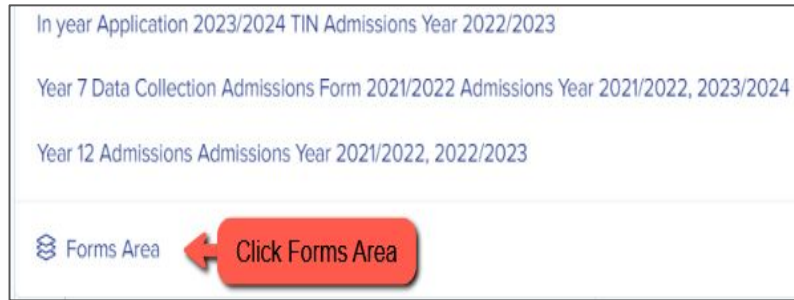 In year Application 2023/2024 TIN Admissions Year 2022/2023
Year 7 Data Collection Admissions Form 2021/2022 Admissions Year 2021/2022, 2023/2024
Year 12 Admissions Admissions Year 2021/2022, 2022/2023
Forms Area Click Forms Area